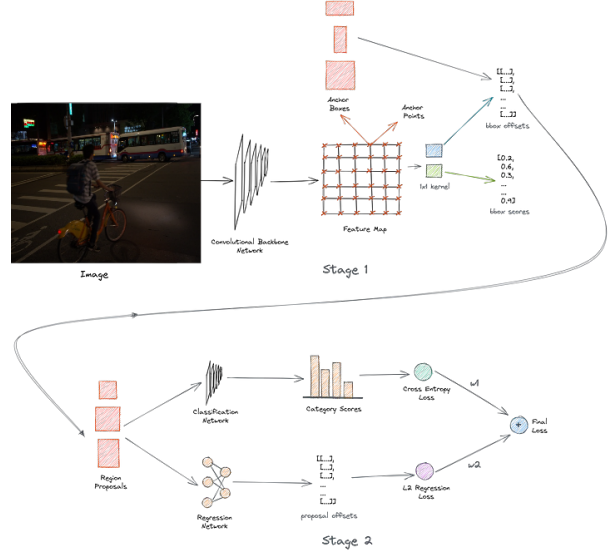 Anchor
Boxes
Anchor
Points
[[...],
[...],
[...],
...
...
[...]]
bbox offsets
1x1 kernel
[0.2,
0.6,
0.3,
...
...
0.9]
bbox scores
Feature Map
Convolutional Backbone
Network
Image
Stage 1
Region
Proposals
Classification
Network
Category Scores
Cross Entropy
Loss
w1
+
Final
Loss
w2
Regression
Network
[[...],
[...],
[...],
...
...
[...]]
proposal offsets
L2 Regression
Loss
Stage 2